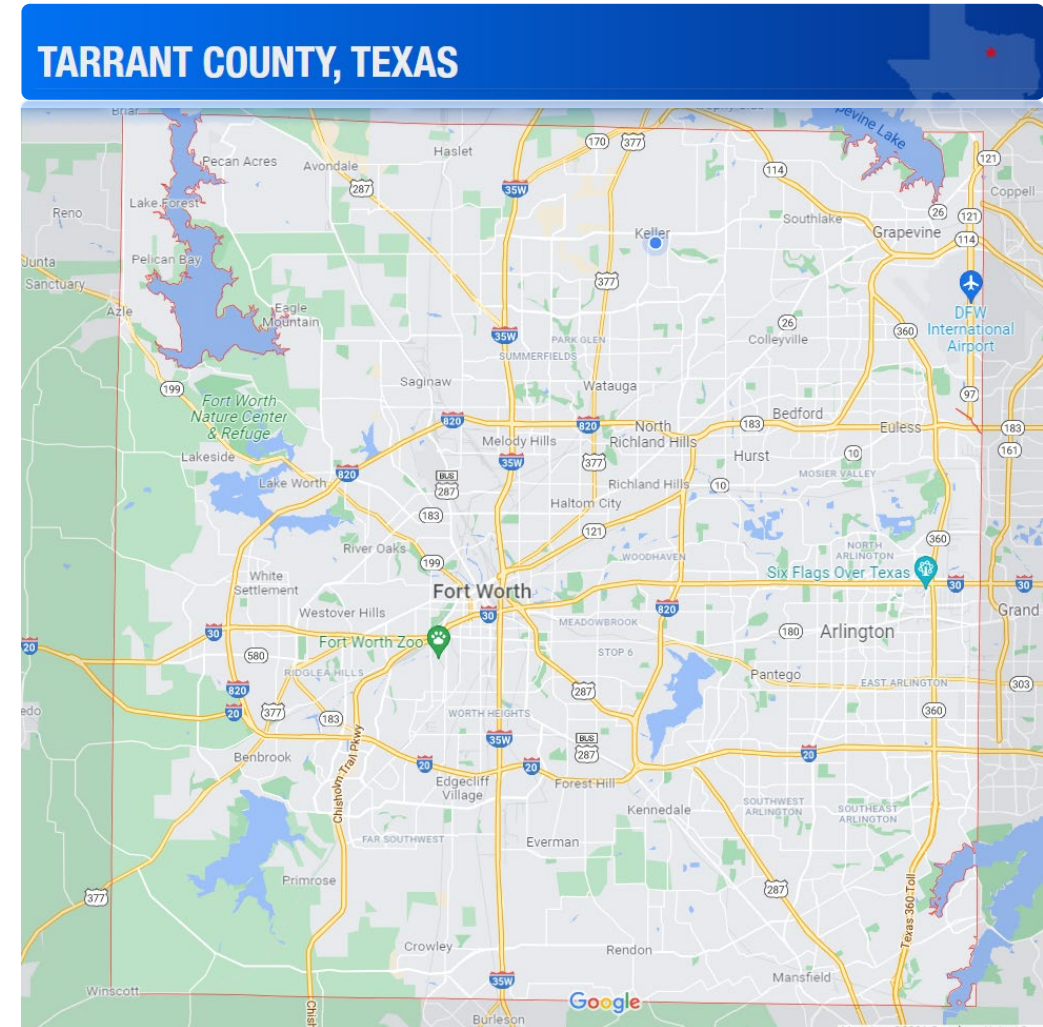 TARRANT COUNTY, TEXAS
Briar
Haslet
170
377
114
121
Pecan Acres
Avondale
287
35W
Coppell
Reno
Lake Forest
26
121
Southlake
Grapevine
Keller
114
Pelican Bay
Sanctuary
377
Azle
Eagle
Mountain
DFW
International
Airport
26
360
Colleyville
35W
PARK GLEN
SUMMERFIELDS
Saginaw
Watauga
199
97
Fort Worth
Nature Center
& Refuge
820
820
North
Richland Hills
183
Bedford
Euless
183
Melody Hills
161
Lakeside
35W
377
Hurst
10
MOSIER VALLEY
820
Lake Worth
BUS
287
Richland Hills
10
183
Haltom City
121
360
River Oaks
NORTH
ARLINGTON
199
WOODHAVEN
White
Settlement
Fort Worth
Six Flags Over Texas
30
30
Westover Hills
30
820
Grand
MEADOWBROOK
30
20
Fort Worth Zoo
180
Arlington
580
STOP 6
RIDGLEA HILLS
Pantego
EAST ARLINGTON
303
820
287
20
377
183
WORTH HEIGHTS
360
35W
BUS
287
Benbrook
20
20
20
Edgecliff
Village
Forest Hill
Chisholm Trail Pkwy
Kennedale
SOUTHWEST
ARLINGTON
SOUTHEAST
ARLINGTON
FAR SOUTHWEST
Everman
Primrose
287
377
Texas 360 Toll
Crowley
Rendon
35W
Mansfield
Winscott
Google
Burleson